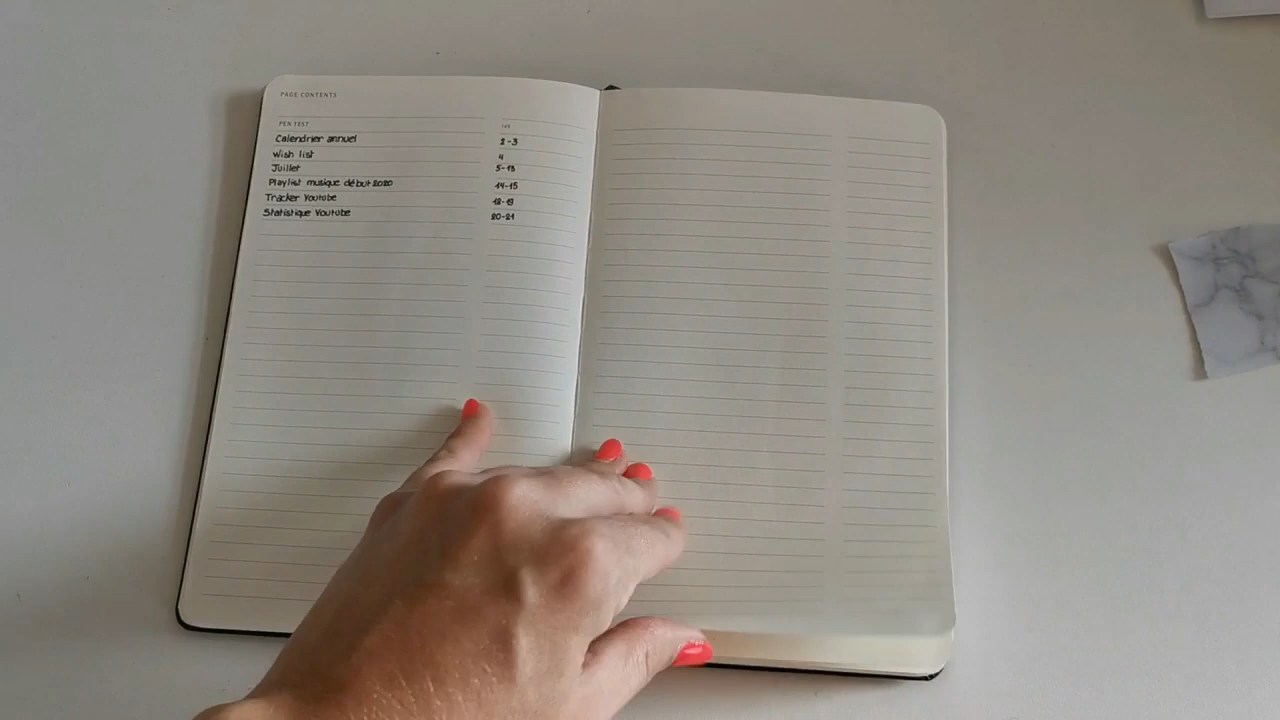 PAGE CONTENTS
PEN TEST
Calendrier annuel 2-3
Wish list 4
Juillet 5-13
Playlist musique début 2020 14-15
Tracker Youtube 18-19
Statistique Youtube 20-21